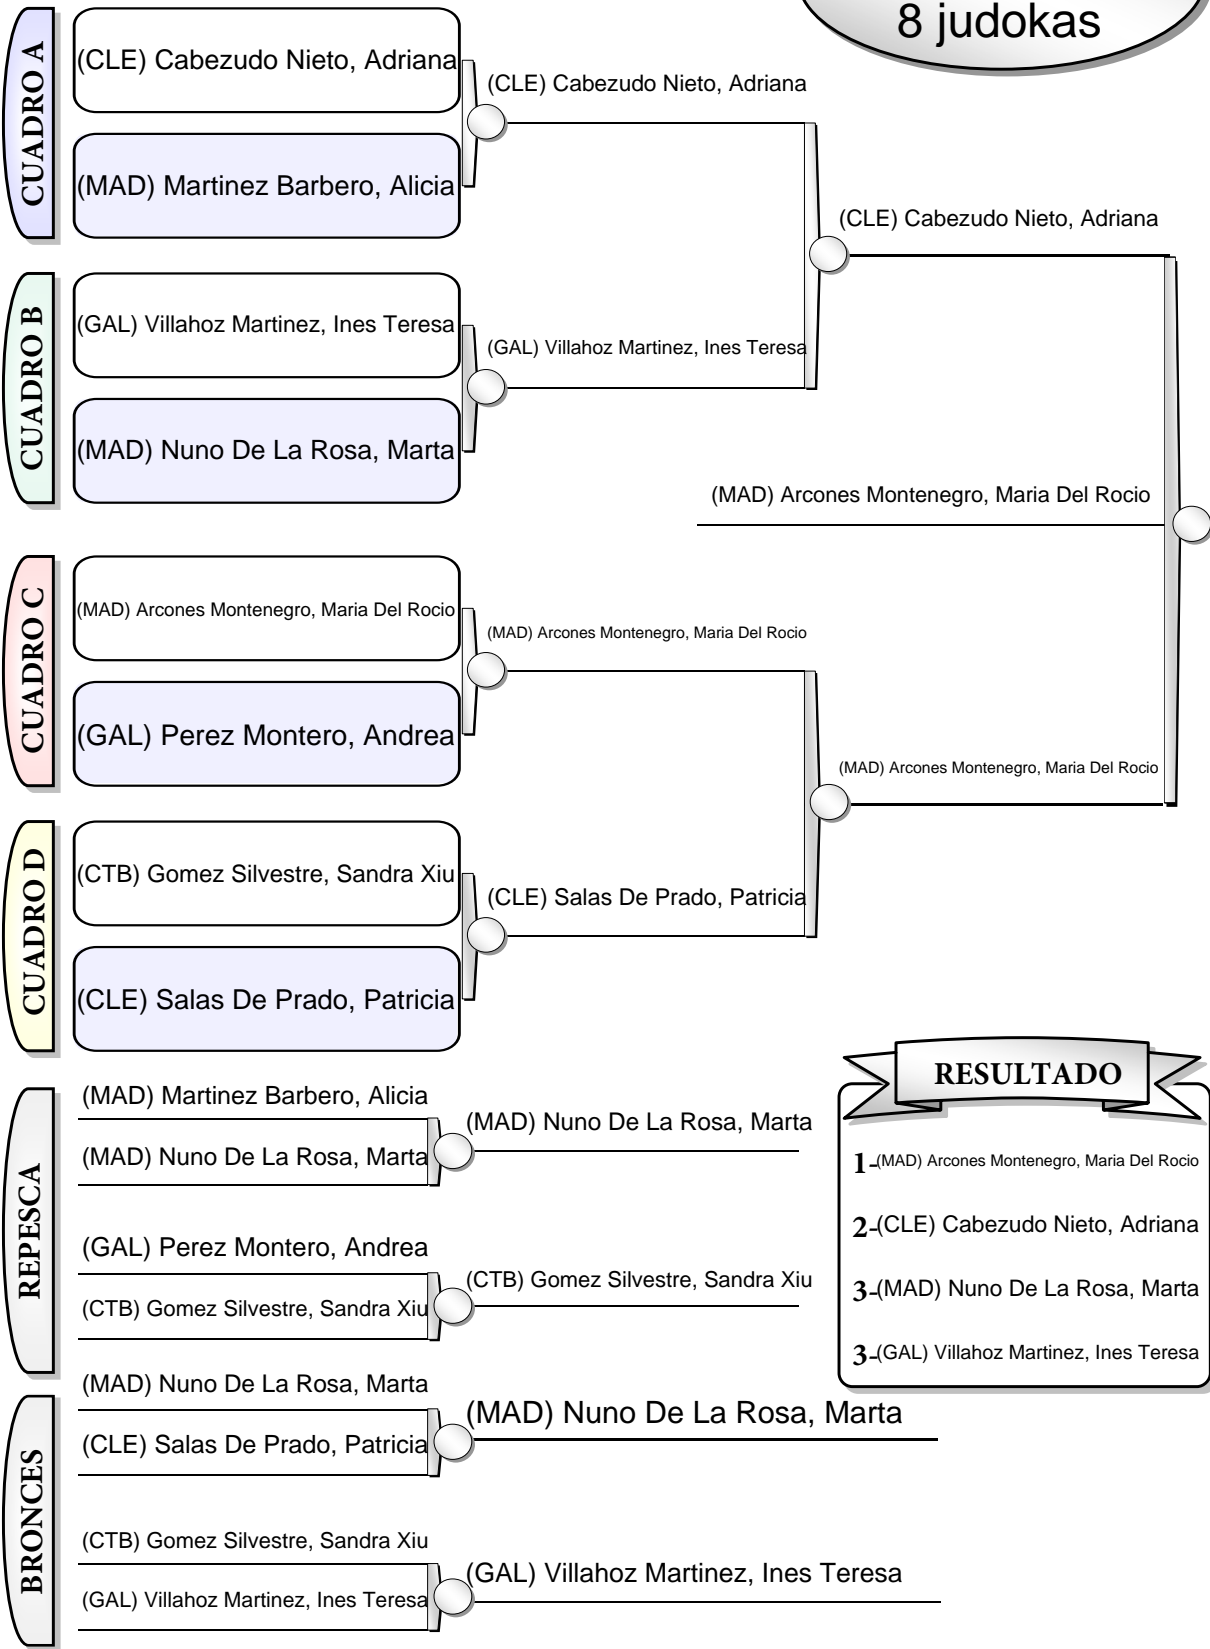 8 judokas
CUADRO A
(CLE) Cabezudo Nieto, Adriana
(MAD) Martinez Barbero, Alicia
(CLE) Cabezudo Nieto, Adriana
(CLE) Cabezudo Nieto, Adriana
CUADRO B
(GAL) Villahoz Martinez, Ines Teresa
(MAD) Nuno De La Rosa, Marta
(GAL) Villahoz Martinez, Ines Teresa
(MAD) Arcones Montenegro, Maria Del Rocio
CUADRO C
(MAD) Arcones Montenegro, Maria Del Rocio
(GAL) Perez Montero, Andrea
(MAD) Arcones Montenegro, Maria Del Rocio
(MAD) Arcones Montenegro, Maria Del Rocio
CUADRO D
(CTB) Gomez Silvestre, Sandra Xiu
(CLE) Salas De Prado, Patricia
(CLE) Salas De Prado, Patricia
REPESCA
(MAD) Martinez Barbero, Alicia
(MAD) Nuno De La Rosa, Marta
(MAD) Nuno De La Rosa, Marta
(GAL) Perez Montero, Andrea
(CTB) Gomez Silvestre, Sandra Xiu
(CTB) Gomez Silvestre, Sandra Xiu
BRONCES
(MAD) Nuno De La Rosa, Marta
(CLE) Salas De Prado, Patricia
(MAD) Nuno De La Rosa, Marta
(CTB) Gomez Silvestre, Sandra Xiu
(GAL) Villahoz Martinez, Ines Teresa
(GAL) Villahoz Martinez, Ines Teresa
RESULTADO
1-(MAD) Arcones Montenegro, Maria Del Rocio
2-(CLE) Cabezudo Nieto, Adriana
3-(MAD) Nuno De La Rosa, Marta
3-(GAL) Villahoz Martinez, Ines Teresa